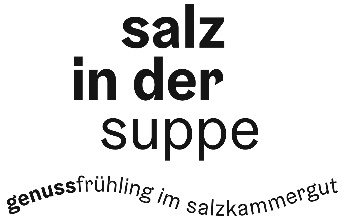 salz
in der
suppe
genussfrühling im salzkammergut